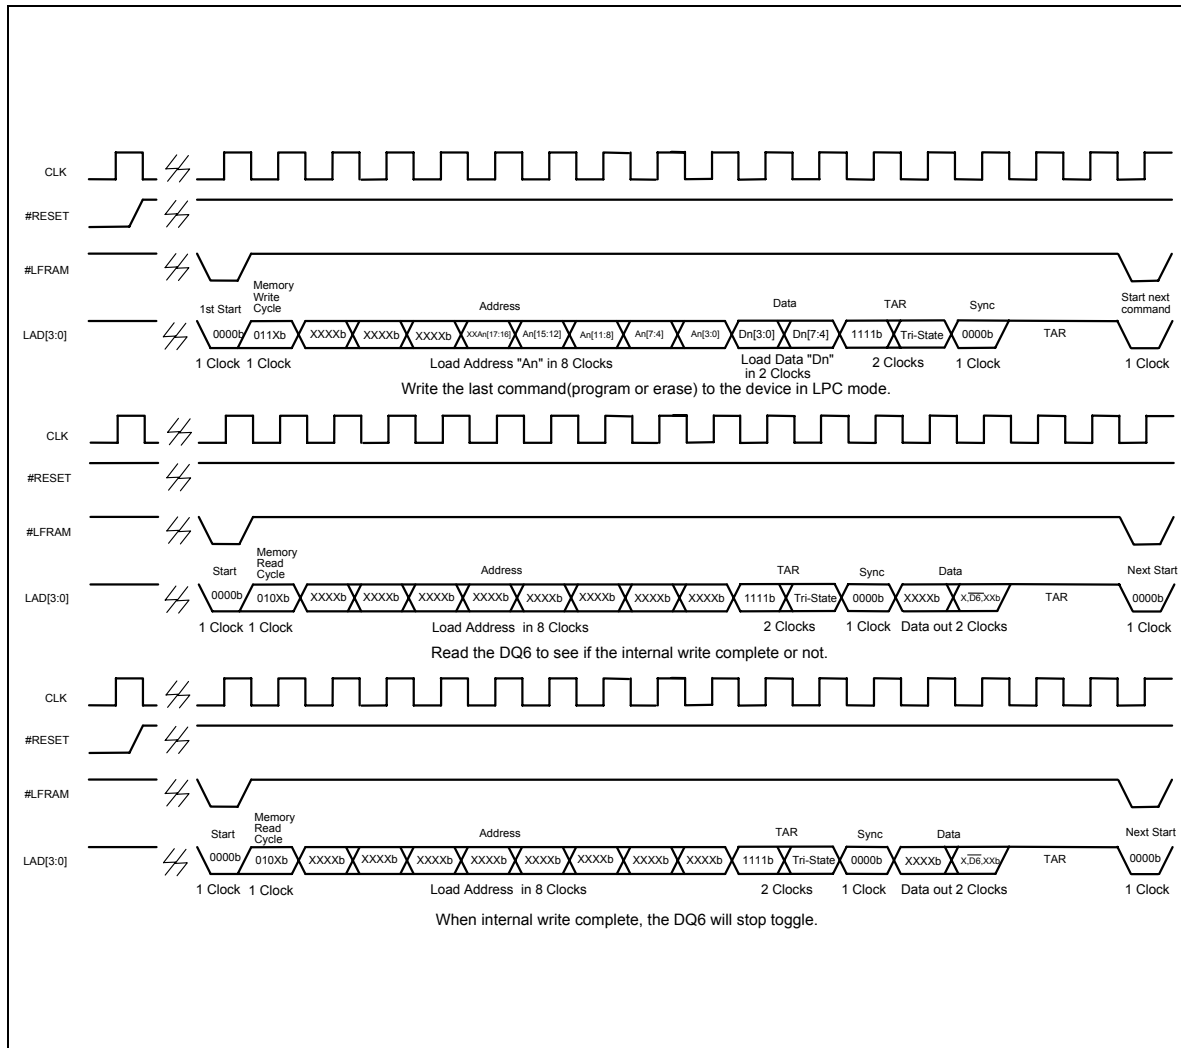 CLK
#RESET
#LFRAM
Memory
Write
Cycle
1st Start Address Data TAR Sync Start next
command
LAD[3:0] 0000b 011Xb XXXXb XXXXb XXXXb XXAn[17:16] An[15:12] An[11:8] An[7:4] An[3:0] Dn[3:0] Dn[7:4] 1111b Tri-State 0000b TAR
1 Clock 1 Clock Load Address "An" in 8 Clocks Load Data "Dn"
in 2 Clocks 2 Clocks 1 Clock 1 Clock
Write the last command(program or erase) to the device in LPC mode.
CLK
#RESET
#LFRAM
Memory
Read
Cycle
Start Address TAR Sync Data Next Start
LAD[3:0] 0000b 010Xb XXXXb XXXXb XXXXb XXXXb XXXXb XXXXb XXXXb XXXXb 1111b Tri-State 0000b XXXXb X,D6,XXb TAR 0000b
1 Clock 1 Clock Load Address in 8 Clocks 2 Clocks 1 Clock Data out 2 Clocks 1 Clock
Read the DQ6 to see if the internal write complete or not.
CLK
#RESET
#LFRAM
Memory
Read
Cycle
Start Address TAR Sync Data Next Start
LAD[3:0] 0000b 010Xb XXXXb XXXXb XXXXb XXXXb XXXXb XXXXb XXXXb XXXXb 1111b Tri-State 0000b XXXXb X,D6,XXb TAR 0000b
1 Clock 1 Clock Load Address in 8 Clocks 2 Clocks 1 Clock Data out 2 Clocks 1 Clock
When internal write complete, the DQ6 will stop toggle.